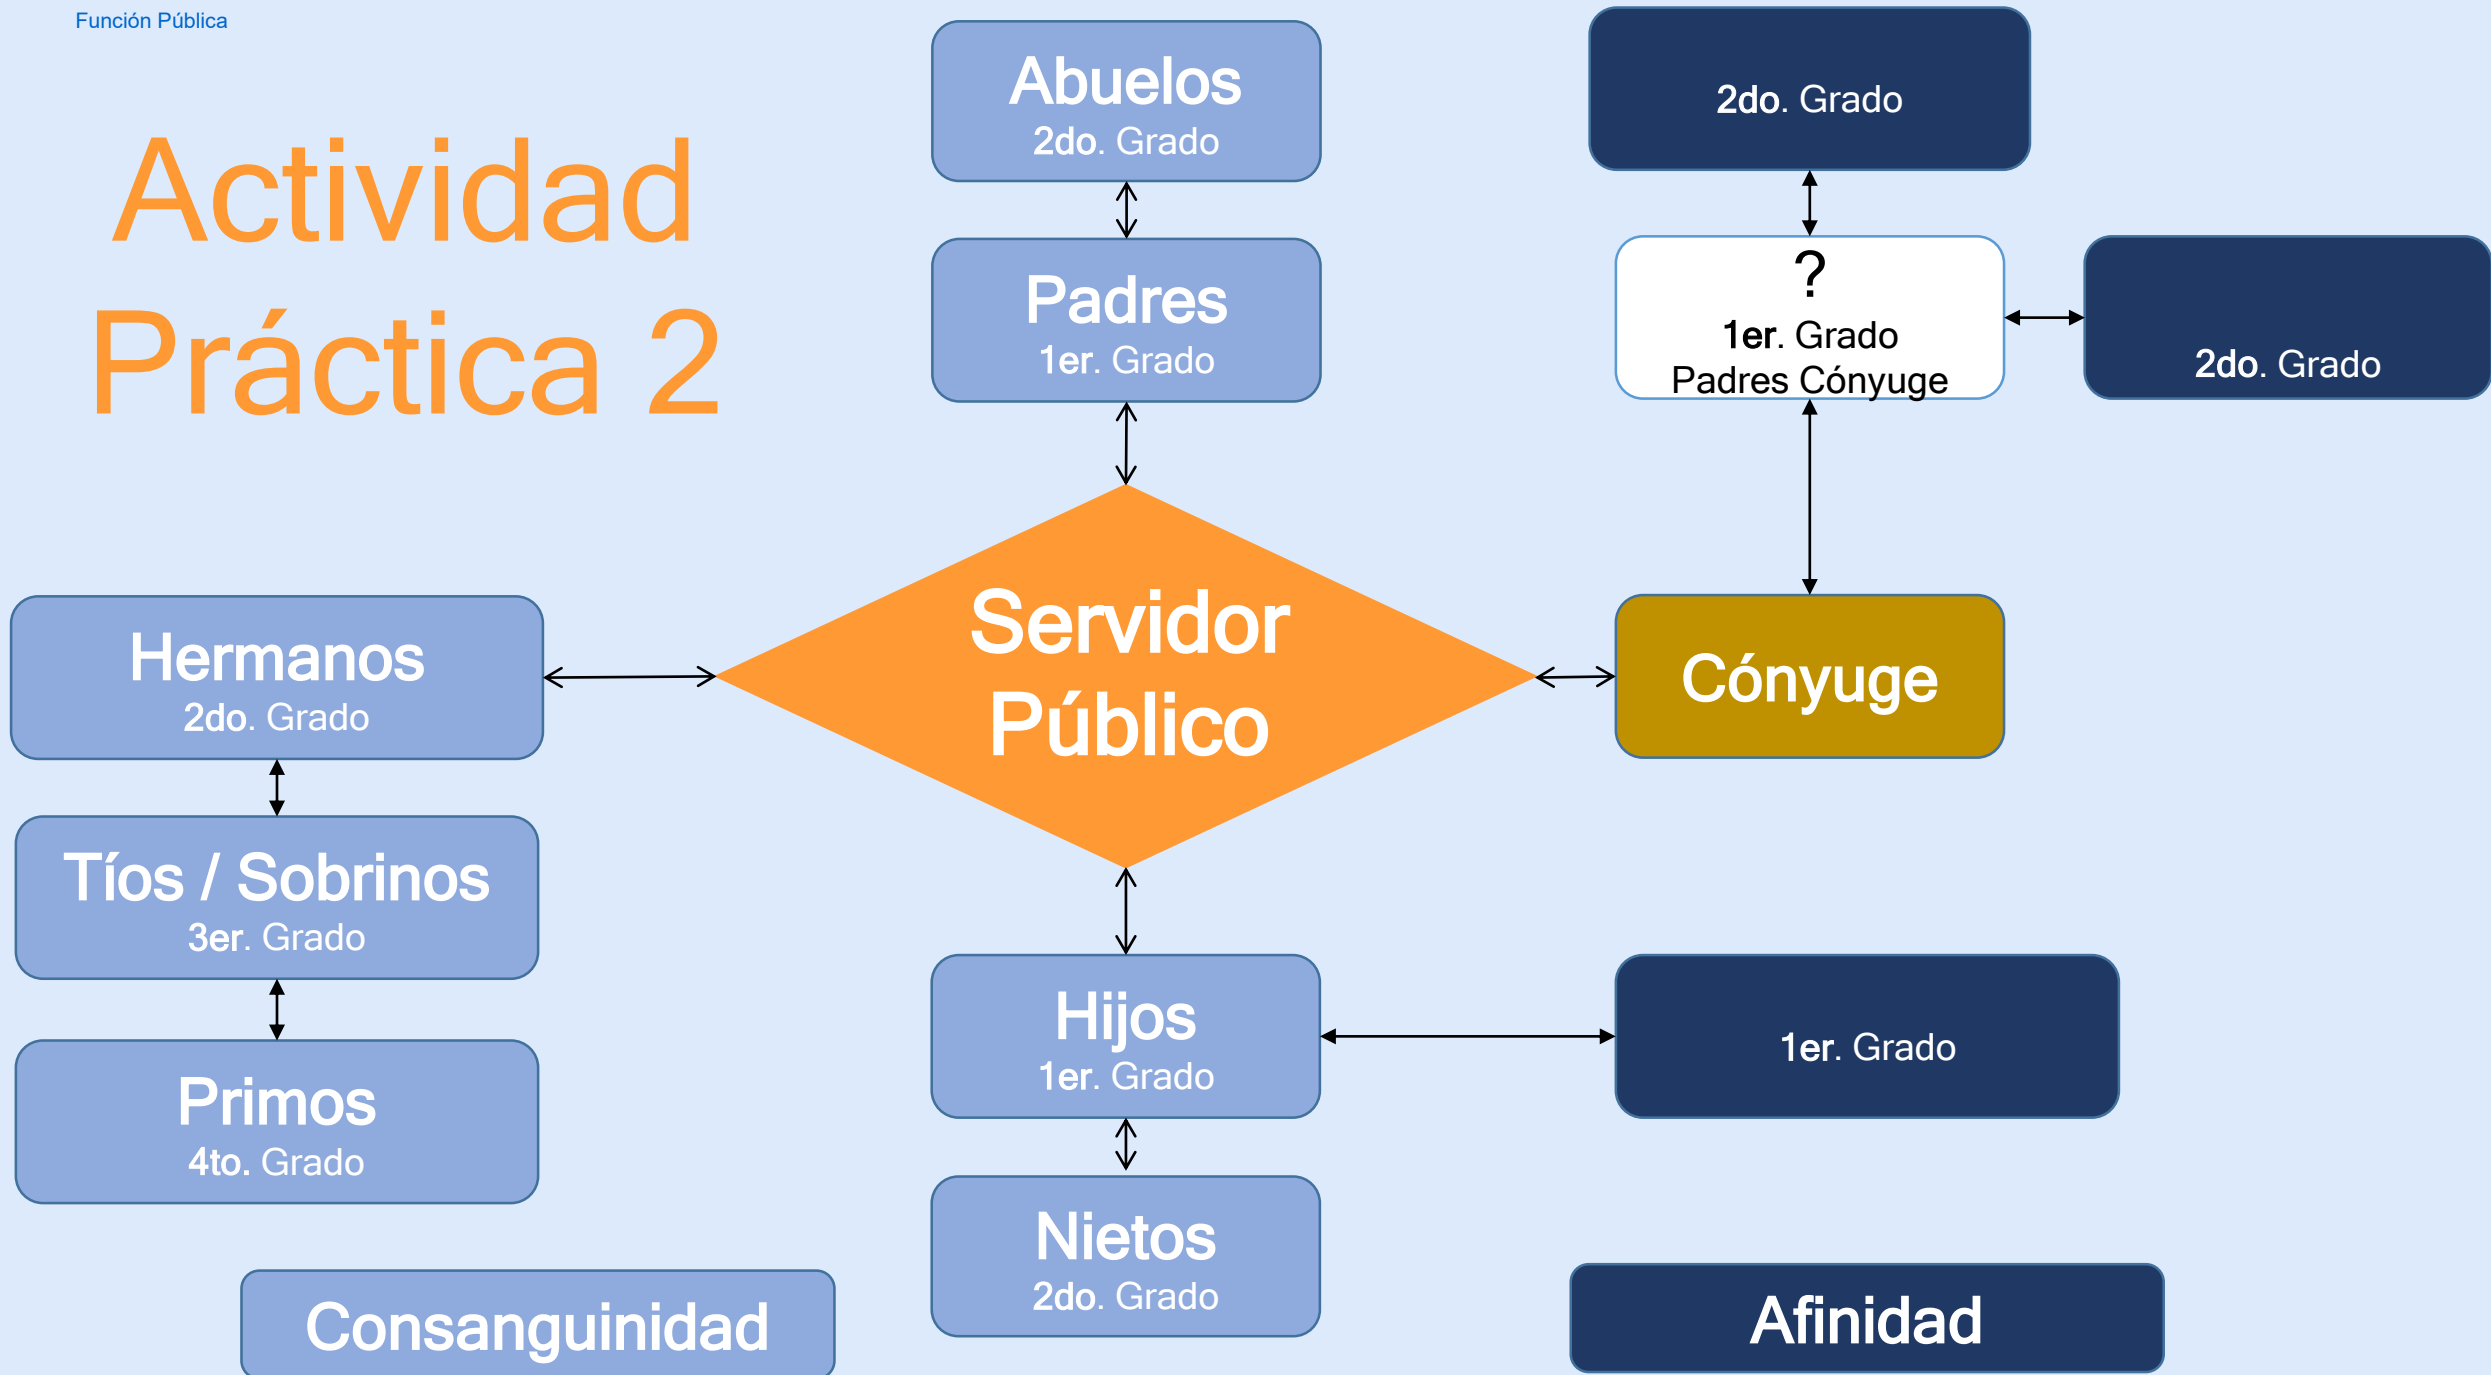 Función Pública
Actividad
Práctica 2
Abuelos
2do. Grado
Padres
1er. Grado
2do. Grado
?
1er. Grado
Padres Cónyuge
2do. Grado
Servidor
Público
Cónyuge
Hermanos
2do. Grado
Tíos / Sobrinos
3er. Grado
Primos
4to. Grado
Hijos
1er. Grado
1er. Grado
Nietos
2do. Grado
Consanguinidad
Afinidad